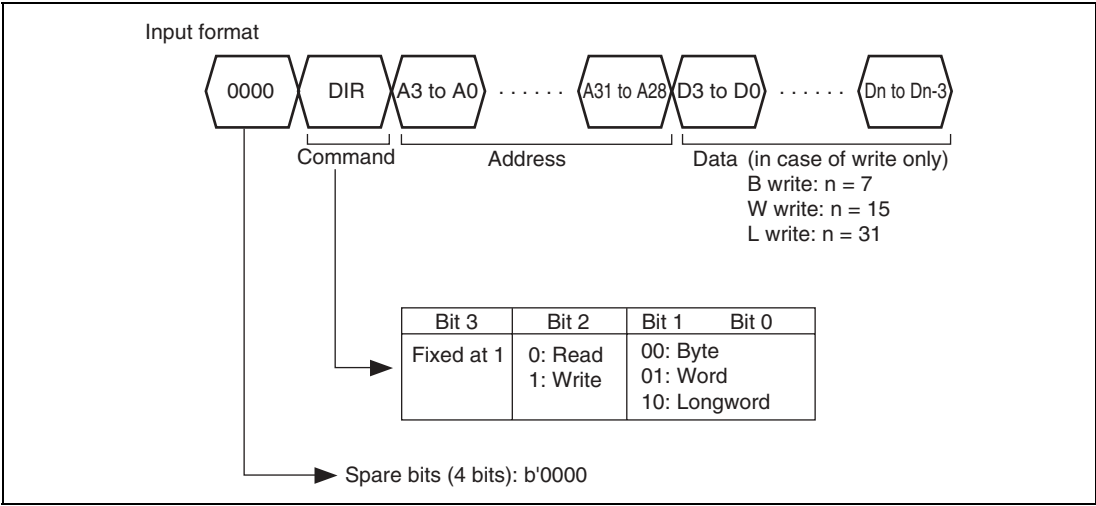 Input format
0000 DIR A3 to A0 ······ A31 to A28 D3 to D0 ······ Dn to Dn-3
Command Address Data (in case of write only)
B write: n = 7
W write: n = 15
L write: n = 31
Bit 3 Bit 2 Bit 1 Bit 0
Fixed at 1 0: Read 00: Byte
1: Write 01: Word
10: Longword
Spare bits (4 bits): b'0000